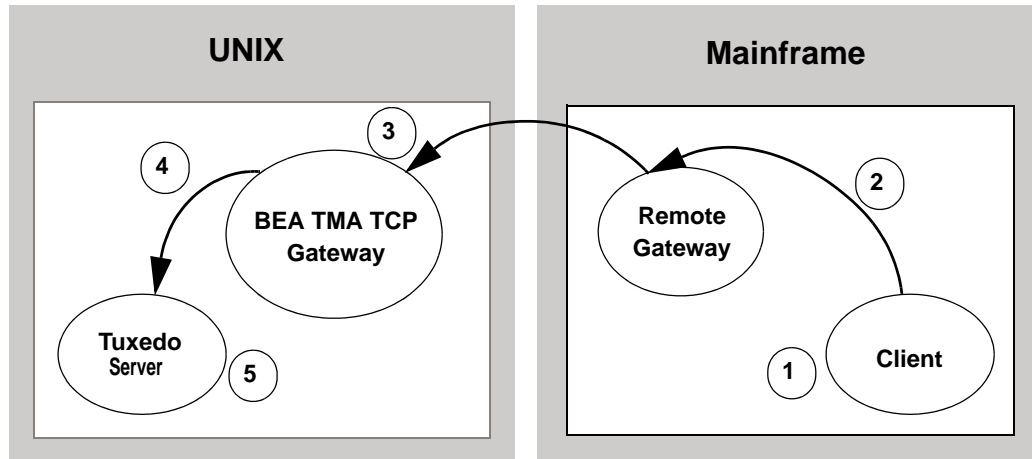 UNIX
Mainframe
3
4
2
BEA TMA TCP
Gateway
Remote
Gateway
Tuxedo
Server
5
1
Client